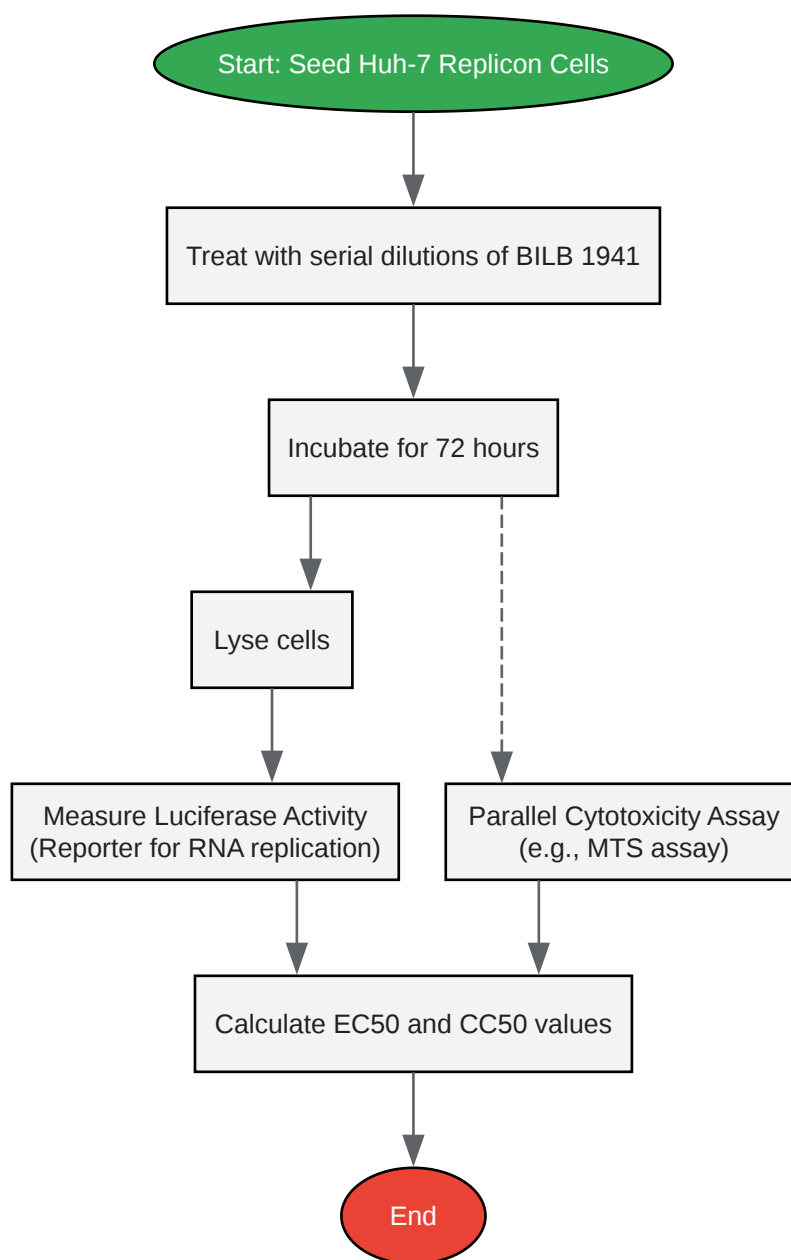 Start: Seed Huh-7 Replicon Cells
Treat with serial dilutions of BILB 1941
Incubate for 72 hours
Lyse cells
Measure Luciferase Activity
(Reporter for RNA replication)
Parallel Cytotoxicity Assay
(e.g., MTS assay)
Calculate EC50 and CC50 values
End